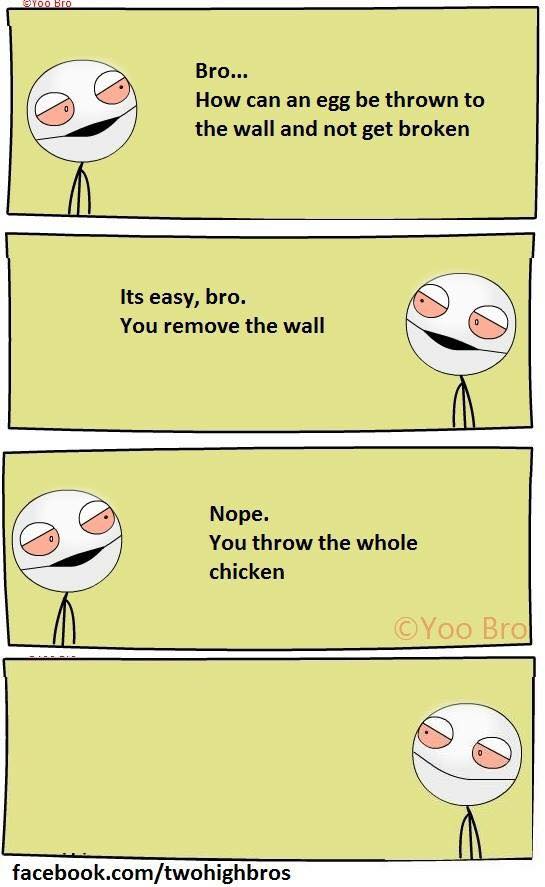 ©Yoo Bro
Bro...
How can an egg be thrown to
the wall and not get broken
Its easy, bro.
You remove the wall
Nope.
You throw the whole
chicken
©Yoo Bro
facebook.com/twohighbros